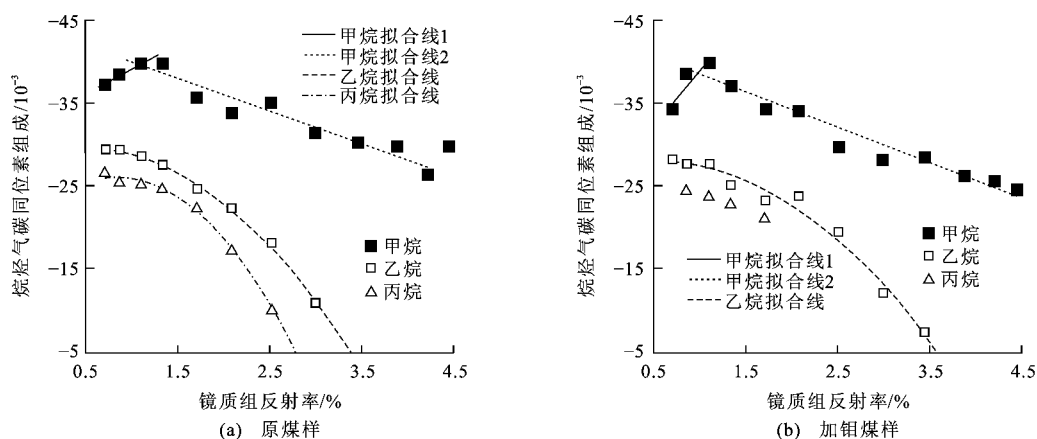 -45
-35
-25
-15
-5
烷烃气碳同位素组成/10⁻³
甲烷拟合线1
甲烷拟合线2
乙烷拟合线
丙烷拟合线
甲烷
乙烷
丙烷
0.5 1.5 2.5 3.5 4.5
镜质组反射率/%
(a) 原煤样
-45
-35
-25
-15
-5
烷烃气碳同位素组成/10⁻³
甲烷
乙烷
丙烷
甲烷拟合线1
甲烷拟合线2
乙烷拟合线
0.5 1.5 2.5 3.5 4.5
镜质组反射率/%
(b) 加钼煤样